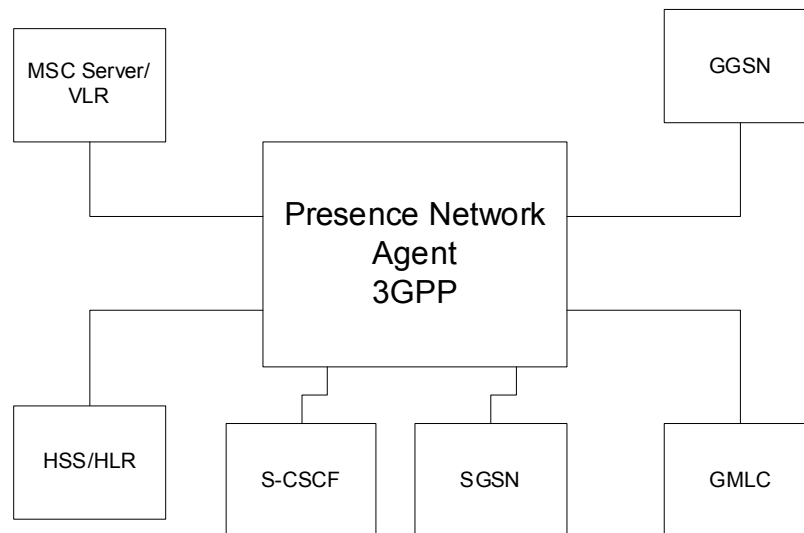 MSC Server/
VLR
GGSN
Presence Network
Agent
3GPP
HSS/HLR
S-CSCF
SGSN
GMLC